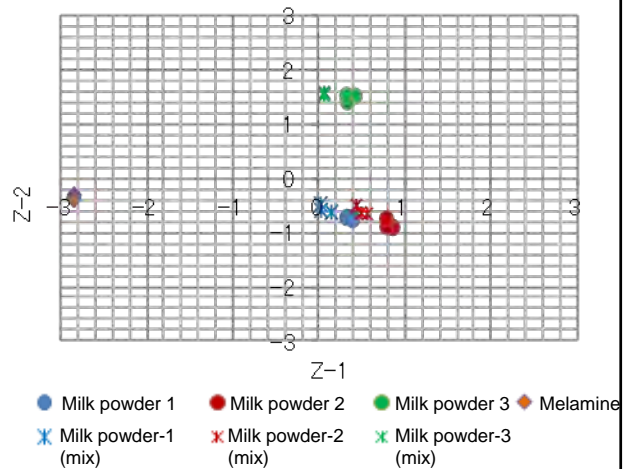 3
2
1
0
-3 -2 -1 0 1 2 3
-1
-2
-3
Z-2
Z-1
Milk powder 1 Milk powder 2 Milk powder 3 Melamine
Milk powder-1 (mix) Milk powder-2 (mix) Milk powder-3 (mix)